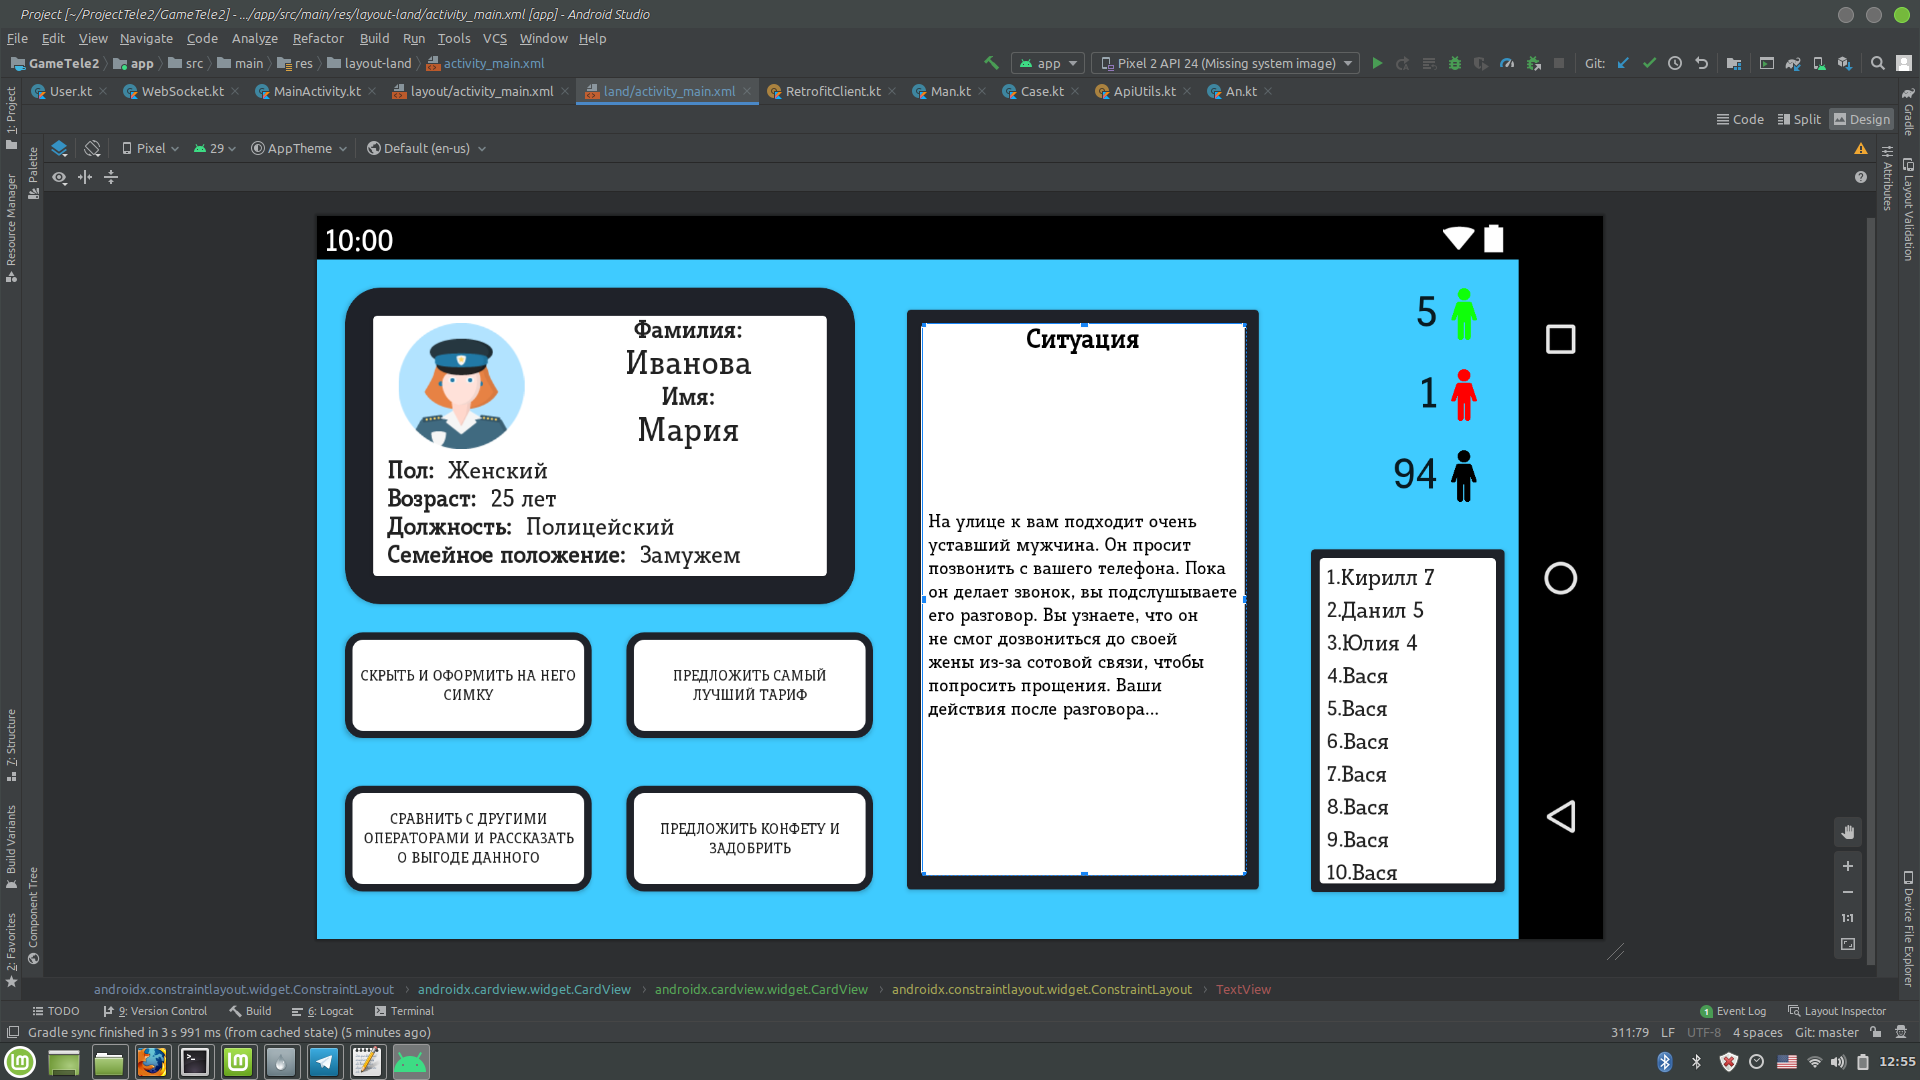 Project [~/ProjectTele2/GameTele2] - .../app/src/main/res/layout-land/activity_main.xml [app] - Android Studio
File Edit View Navigate Code Analyze Refactor Build Run Tools VCS Window Help
GameTele2 app src main res layout-land activity_main.xml
app Pixel 2 API 24 (Missing system image) Git:
User.kt WebSocket.kt MainActivity.kt layout/activity_main.xml land/activity_main.xml RetrofitClient.kt Man.kt Case.kt ApiUtils.kt An.kt
Code Split Design
Pixel 29 AppTheme Default (en-us)
1: Project
Resource Manager
7: Structure
Build Variants
2: Favorites
Palette
Component Tree
Gradle
Layout Validation
Attributes
Device File Explorer
1:1
10:00
Фамилия:
Иванова
Имя:
Мария
Пол: Женский
Возраст: 25 лет
Должность: Полицейский
Семейное положение: Замужем
СКРЫТЬ И ОФОРМИТЬ НА НЕГО
СИМКУ
ПРЕДЛОЖИТЬ САМЫЙ
ЛУЧШИЙ ТАРИФ
СРАВНИТЬ С ДРУГИМИ
ОПЕРАТОРАМИ И РАССКАЗАТЬ
О ВЫГОДЕ ДАННОГО
ПРЕДЛОЖИТЬ КОНФЕТУ И
ЗАДОБРИТЬ
Ситуация
На улице к вам подходит очень
уставший мужчина. Он просит
позвонить с вашего телефона. Пока
он делает звонок, вы подслушываете
его разговор. Вы узнаете, что он
не смог дозвониться до своей
жены из-за сотовой связи, чтобы
попросить прощения. Ваши
действия после разговора...
5
1
94
1.Кирилл 7
2.Данил 5
3.Юлия 4
4.Вася
5.Вася
6.Вася
7.Вася
8.Вася
9.Вася
10.Вася
androidx.constraintlayout.widget.ConstraintLayout androidx.cardview.widget.CardView androidx.cardview.widget.CardView androidx.constraintlayout.widget.ConstraintLayout TextView
TODO 9: Version Control Build 6: Logcat Terminal 1 Event Log Layout Inspector
Gradle sync finished in 3 s 991 ms (from cached state) (5 minutes ago) 311:79 LF UTF-8 4 spaces Git: master
12:55